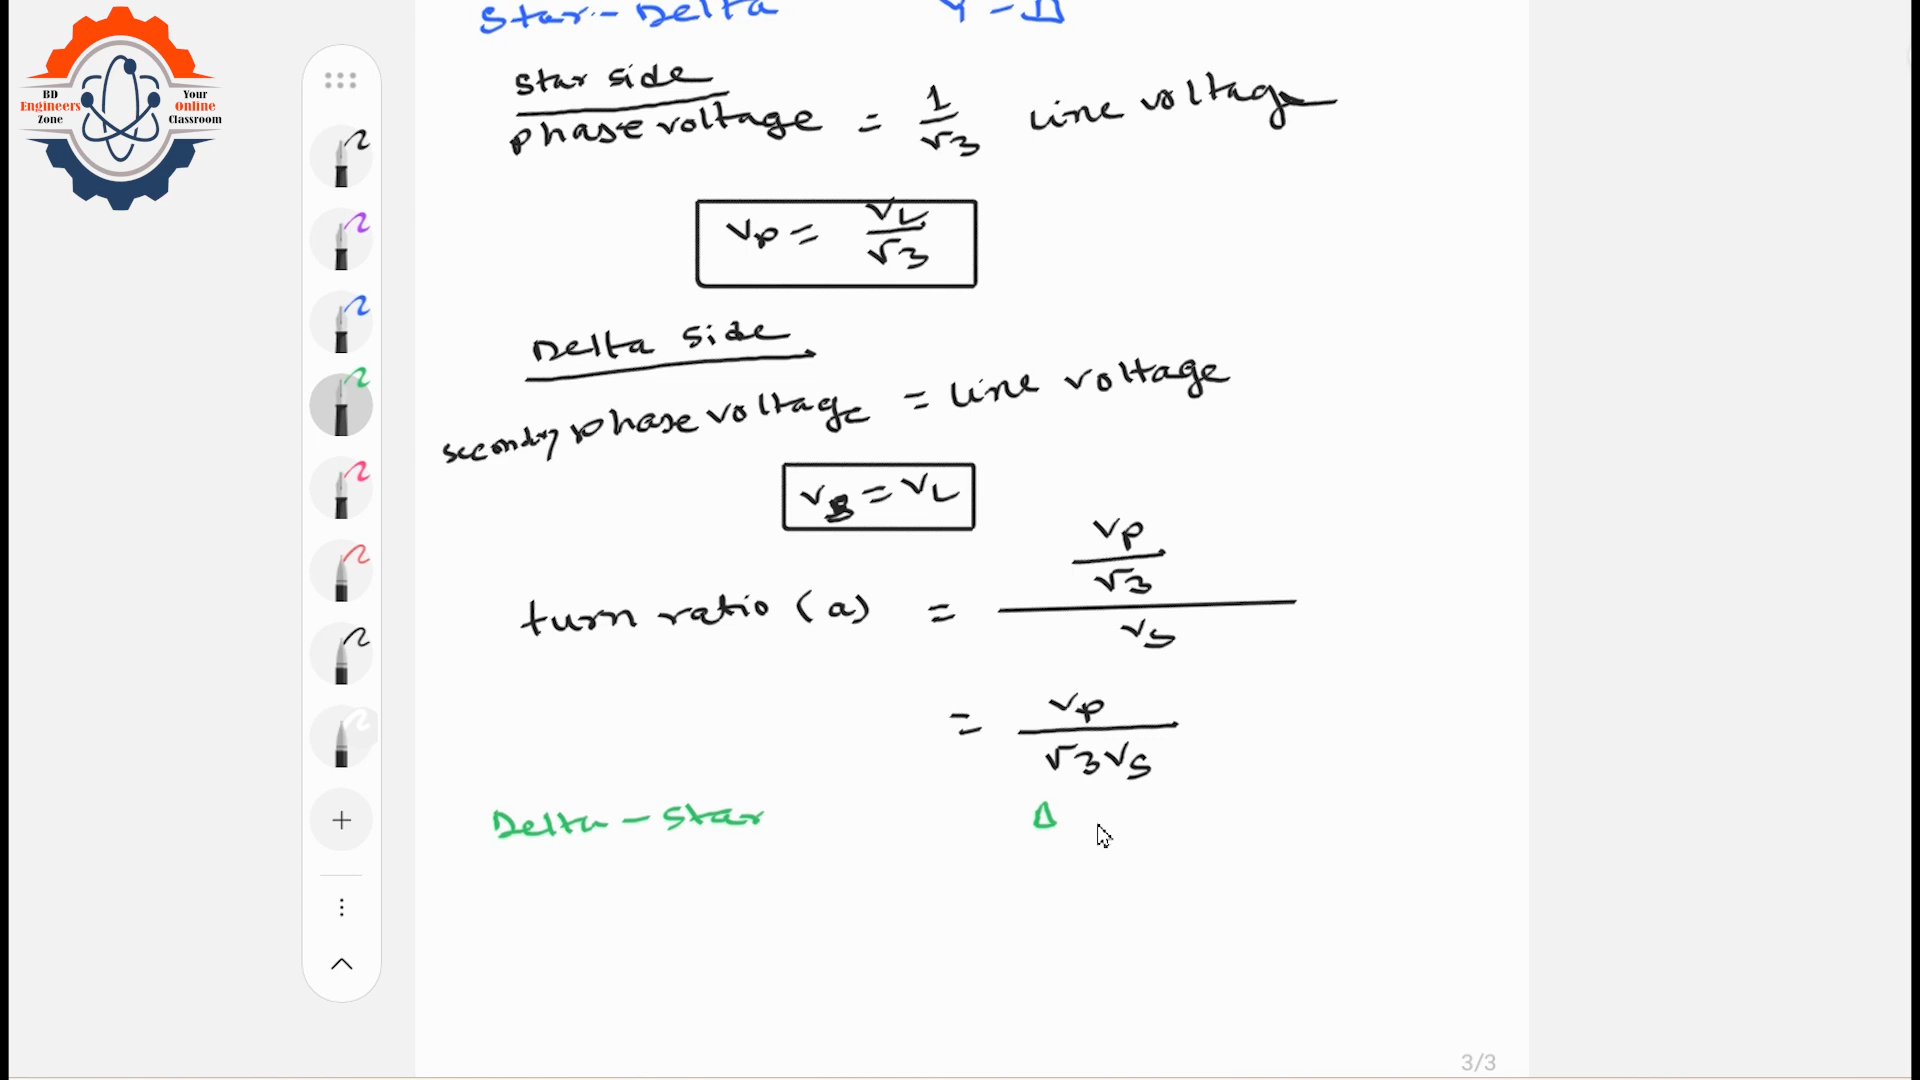 BD
Engineers
Zone
Your
Online
Classroom
Star-Delta Y-Δ
Star side
phase voltage = 1/√3 Line voltage
Vp = VL/√3
Delta side
secondary phase voltage = Line voltage
VS = VL
turn ratio (a) = (Vp/√3)/VS
= Vp/√3VS
Delta - Star Δ
3/3